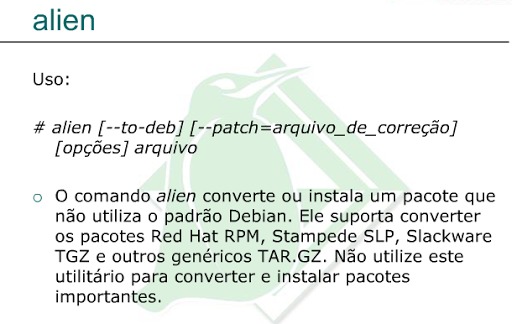 alien
Uso:
# alien [--to-deb] [--patch=arquivo_de_correção]
[opções] arquivo
o O comando alien converte ou instala um pacote que
não utiliza o padrão Debian. Ele suporta converter
os pacotes Red Hat RPM, Stampede SLP, Slackware
TGZ e outros genéricos TAR.GZ. Não utilize este
utilitário para converter e instalar pacotes
importantes.